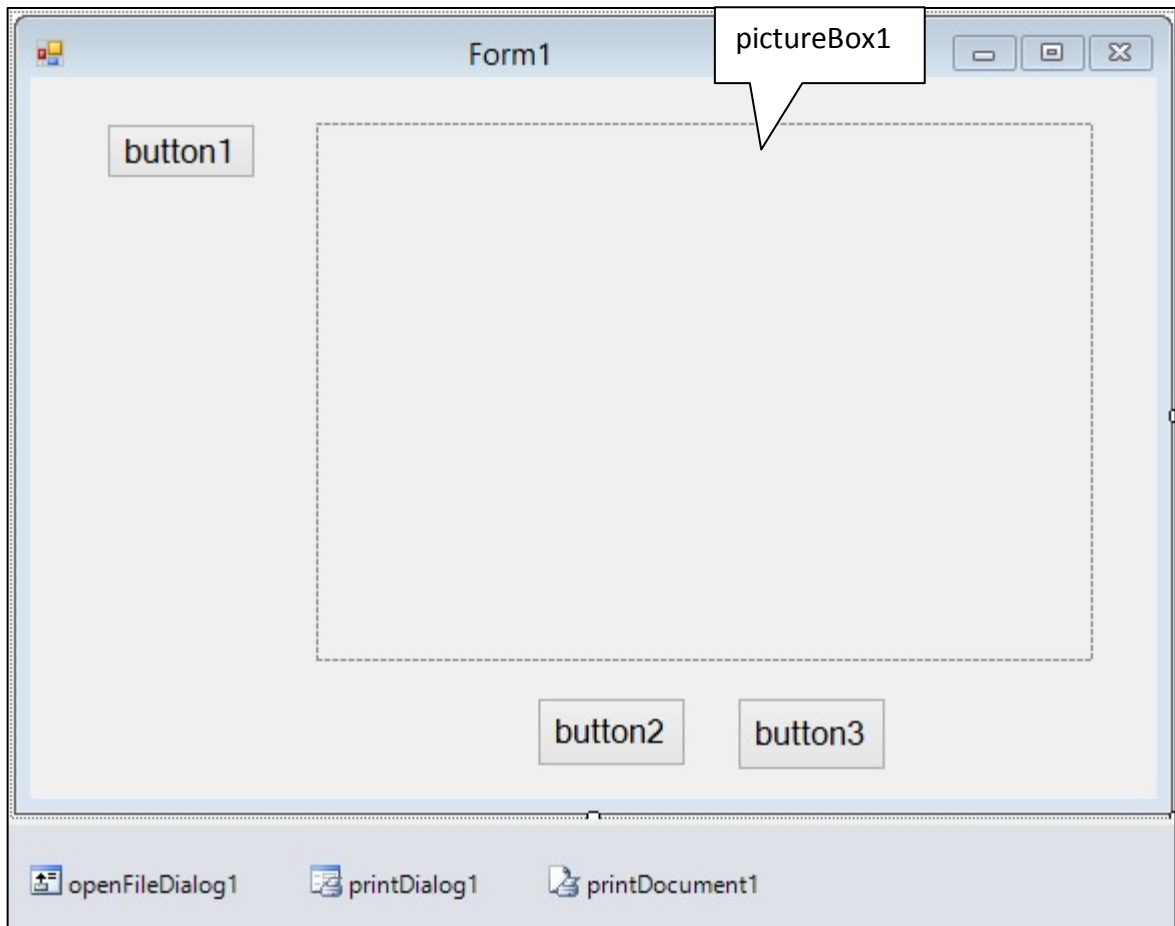 Form1
pictureBox1
button1
button2
button3
openFileDialog1
printDialog1
printDocument1